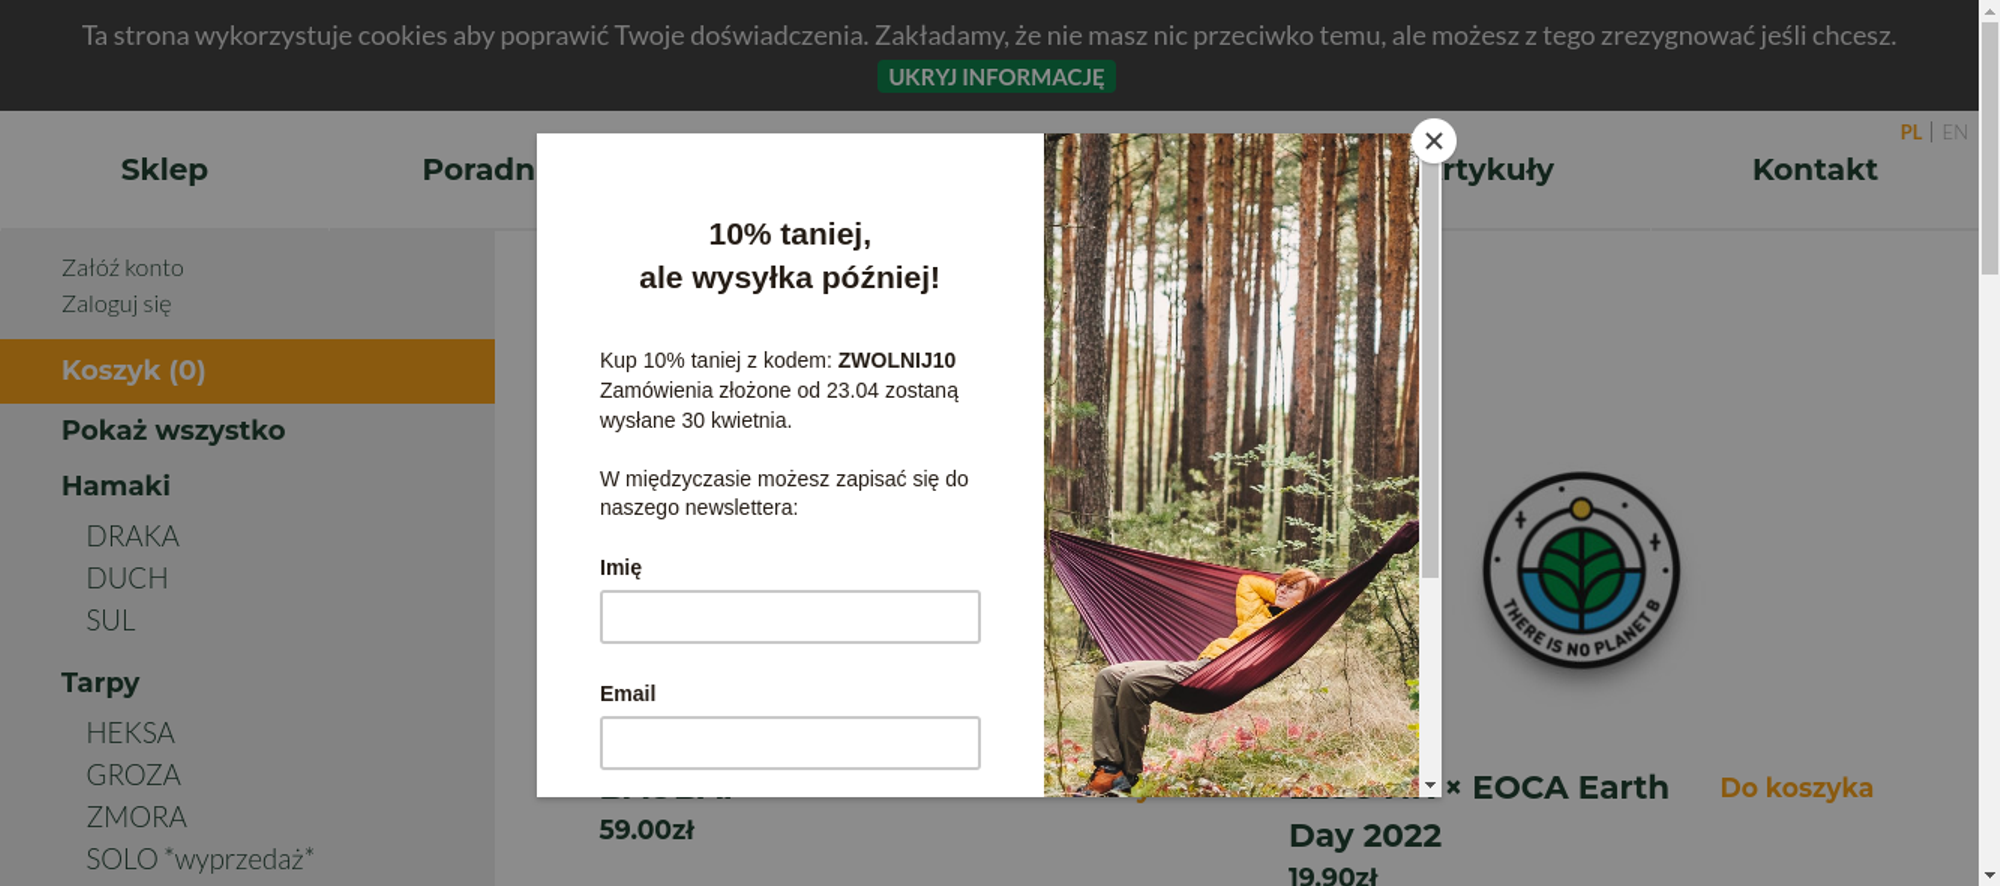 Ta strona wykorzystuje cookies aby poprawić Twoje doświadczenia. Zakładamy, że nie masz nic przeciwko temu, ale możesz z tego zrezygnować jeśli chcesz.
UKRYJ INFORMACJĘ
PL | EN
Sklep
Poradn
rtykuły
Kontakt
Załóż konto
Zaloguj się
Koszyk (0)
Pokaż wszystko
Hamaki
DRAKA
DUCH
SUL
Tarpy
HEKSA
GROZA
ZMORA
SOLO *wyprzedaż*
10% taniej,
ale wysyłka później!
Kup 10% taniej z kodem: ZWOLNIJ10
Zamówienia złożone od 23.04 zostaną
wysłane 30 kwietnia.
W międzyczasie możesz zapisać się do
naszego newslettera:
Imię
Email
59.00zł
THERE IS NO PLANET B
× EOCA Earth
Day 2022
19.90zł
Do koszyka